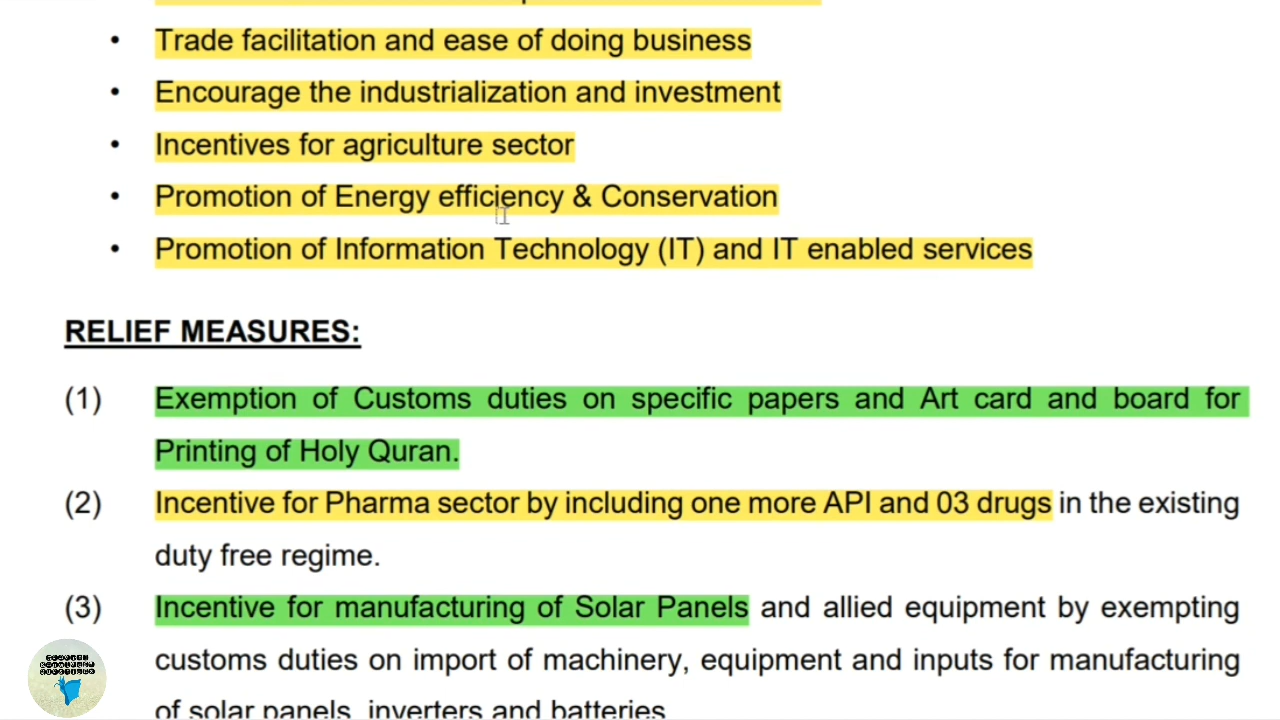 • Trade facilitation and ease of doing business
• Encourage the industrialization and investment
• Incentives for agriculture sector
• Promotion of Energy efficiency & Conservation
• Promotion of Information Technology (IT) and IT enabled services
RELIEF MEASURES:
(1) Exemption of Customs duties on specific papers and Art card and board for
Printing of Holy Quran.
(2) Incentive for Pharma sector by including one more API and 03 drugs in the existing
duty free regime.
(3) Incentive for manufacturing of Solar Panels and allied equipment by exempting
customs duties on import of machinery, equipment and inputs for manufacturing
of solar panels, inverters and batteries